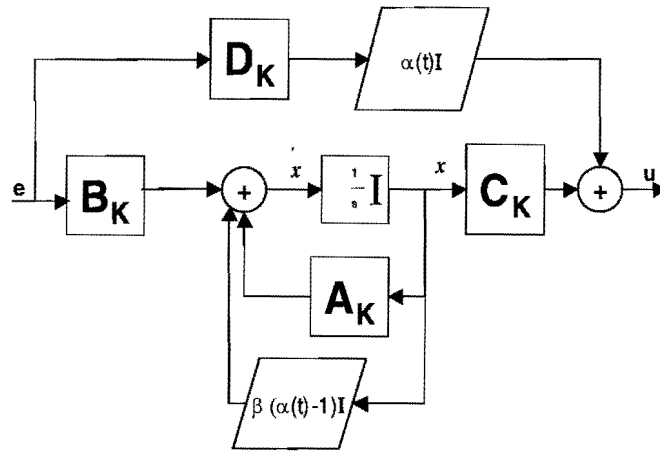 D_K
α(t)I
e
B_K
+
ẋ
1/s I
x
C_K
+
u
A_K
β (α(t)-1)I